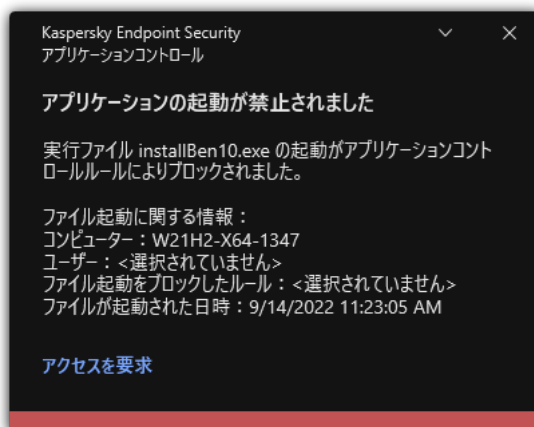 Kaspersky Endpoint Security
アプリケーションコントロール
アプリケーションの起動が禁止されました
実行ファイル installBen10.exe の起動がアプリケーションコント
ロールルールによりブロックされました。
ファイル起動に関する情報：
コンピューター：W21H2-X64-1347
ユーザー：<選択されていません>
ファイル起動をブロックしたルール：<選択されていません>
ファイルが起動された日時：9/14/2022 11:23:05 AM
アクセスを要求